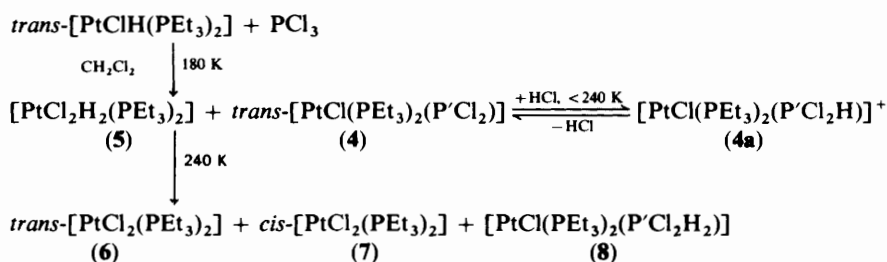 trans-[PtClH(PEt₃)₂] + PCl₃
CH₂Cl₂ 180 K
[PtCl₂H₂(PEt₃)₂] + trans-[PtCl(PEt₃)₂(P′Cl₂)] +HCl, <240 K −HCl [PtCl(PEt₃)₂(P′Cl₂H)]⁺
(5) (4) (4a)
240 K
trans-[PtCl₂(PEt₃)₂] + cis-[PtCl₂(PEt₃)₂] + [PtCl(PEt₃)₂(P′Cl₂H₂)]
(6) (7) (8)